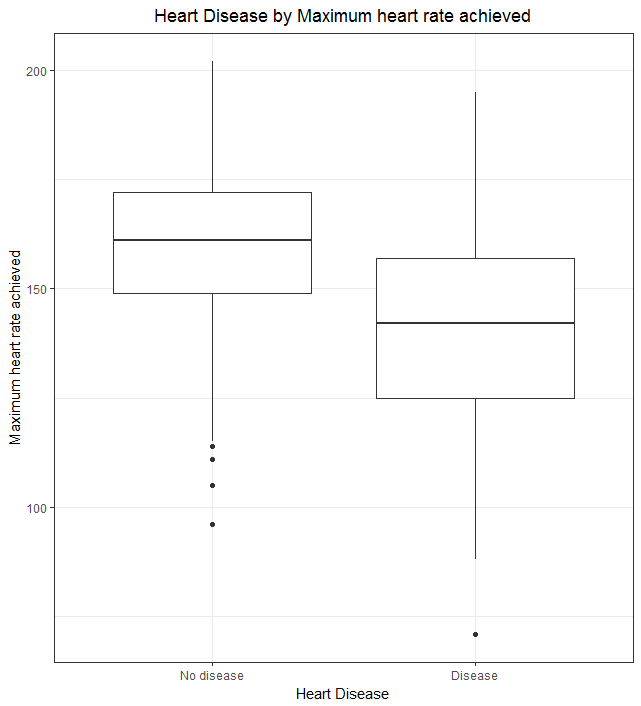 Heart Disease by Maximum heart rate achieved
Maximum heart rate achieved
200
150
100
No disease
Disease
Heart Disease